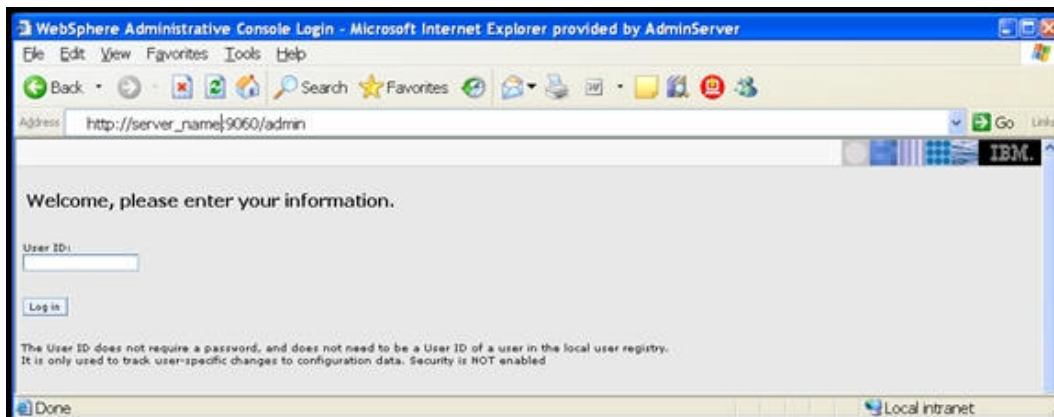 WebSphere Administrative Console Login - Microsoft Internet Explorer provided by AdminServer
File Edit View Favorites Tools Help
Back Search Favorites
Address http://server_name:9060/admin Go Links
IBM.
Welcome, please enter your information.
User ID:
Log in
The User ID does not require a password, and does not need to be a User ID of a user in the local user registry.
It is only used to track user-specific changes to configuration data. Security is NOT enabled
Done Local intranet